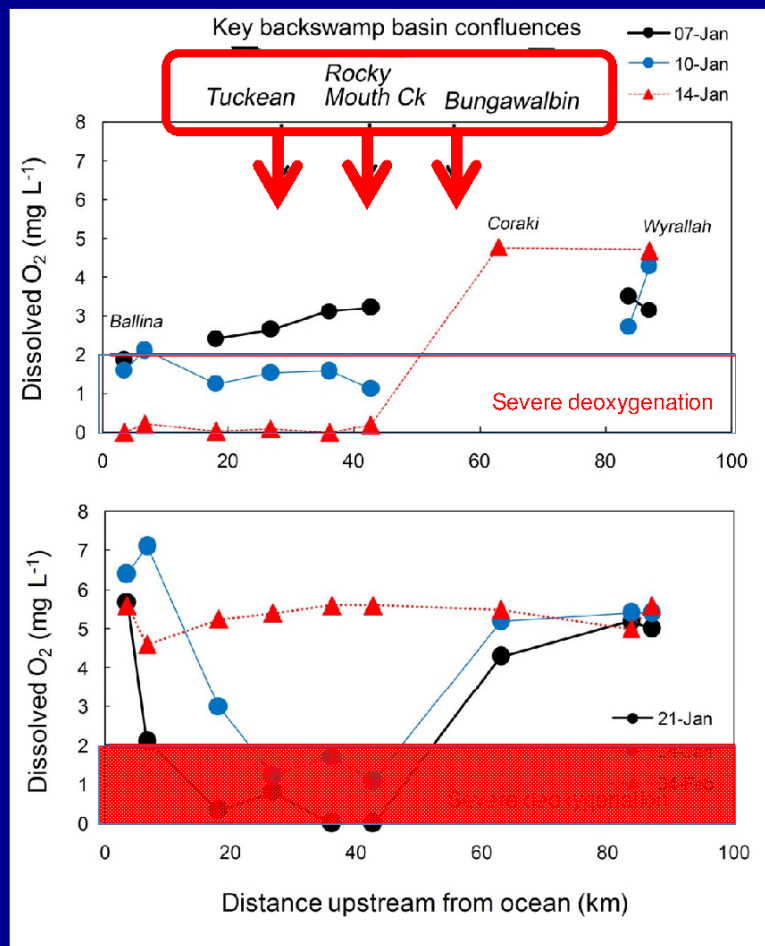 Key backswamp basin confluences
07-Jan
10-Jan
14-Jan
Tuckean
Rocky
Mouth Ck
Bungawalbin
8
7
6
5
4
3
2
1
0
Dissolved O₂ (mg L⁻¹)
Coraki
Wyrallah
Ballina
Severe deoxygenation
0 20 40 60 80 100
8
7
6
5
4
3
2
1
0
Dissolved O₂ (mg L⁻¹)
21-Jan
04-Feb
Severe deoxygenation
0 20 40 60 80 100
Distance upstream from ocean (km)